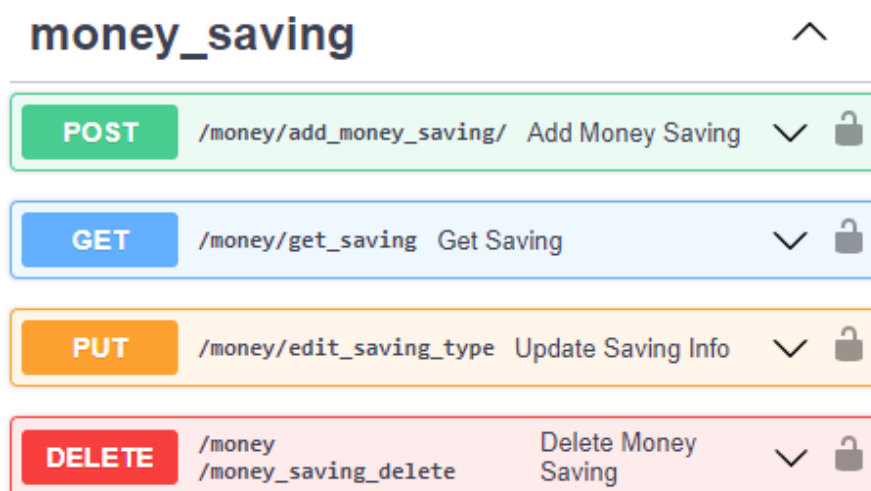 money_saving
POST /money/add_money_saving/ Add Money Saving
GET /money/get_saving Get Saving
PUT /money/edit_saving_type Update Saving Info
DELETE /money
/money_saving_delete Delete Money
Saving